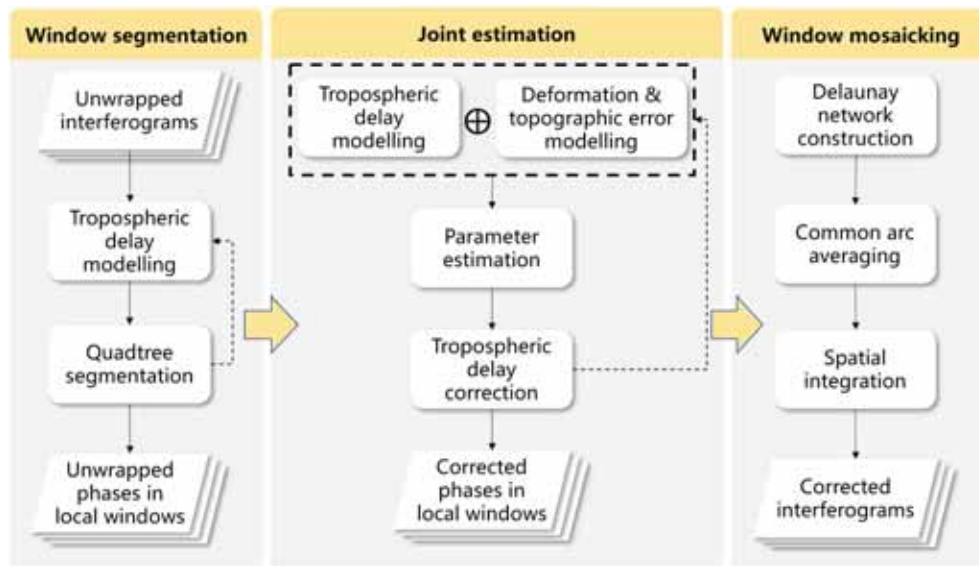 Window segmentation
Unwrapped
interferograms
Tropospheric
delay
modelling
Quadtree
segmentation
Unwrapped
phases in
local windows
Joint estimation
Tropospheric
delay
modelling
⊕
Deformation &
topographic error
modelling
Parameter
estimation
Tropospheric
delay
correction
Corrected
phases in
local windows
Window mosaicking
Delaunay
network
construction
Common arc
averaging
Spatial
integration
Corrected
interferograms